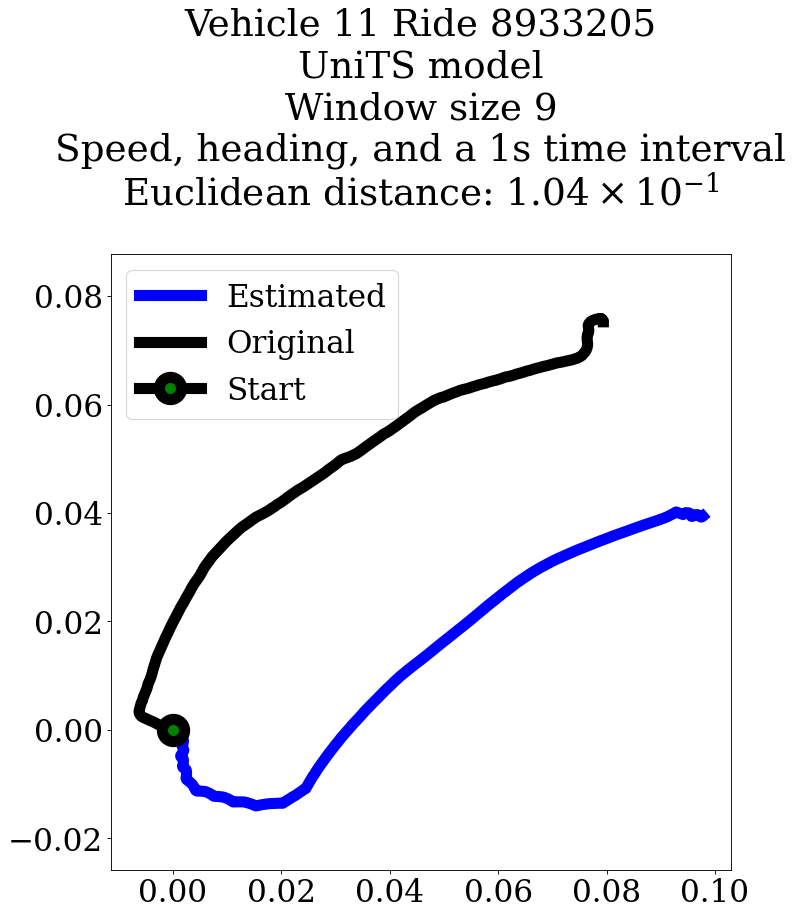 Vehicle 11 Ride 8933205
UniTS model
Window size 9
Speed, heading, and a 1s time interval
Euclidean distance: 1.04 × 10⁻¹
Estimated
Original
Start
0.08
0.06
0.04
0.02
0.00
−0.02
0.00 0.02 0.04 0.06 0.08 0.10